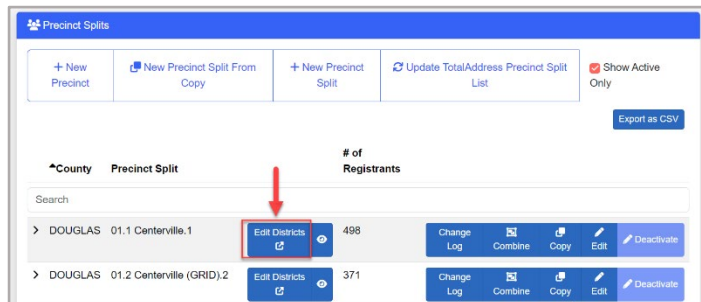 Precinct Splits
+ New Precinct
New Precinct Split From Copy
+ New Precinct Split
Update TotalAddress Precinct Split List
Show Active Only
Export as CSV
County Precinct Split # of Registrants
Search
> DOUGLAS 01.1 Centerville.1 Edit Districts 498 Change Log Combine Copy Edit Deactivate
> DOUGLAS 01.2 Centerville (GRID).2 Edit Districts 371 Change Log Combine Copy Edit Deactivate